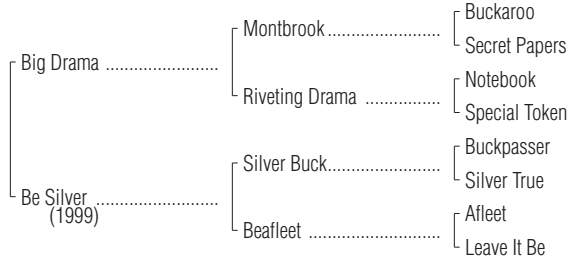 Buckaroo
Montbrook........................
Secret Papers
Big Drama ........................
Notebook
Riveting Drama ................
Special Token
Buckpasser
Silver Buck........................
Silver True
Be Silver ..........................
(1999)
Afleet
Beafleet ............................
Leave It Be